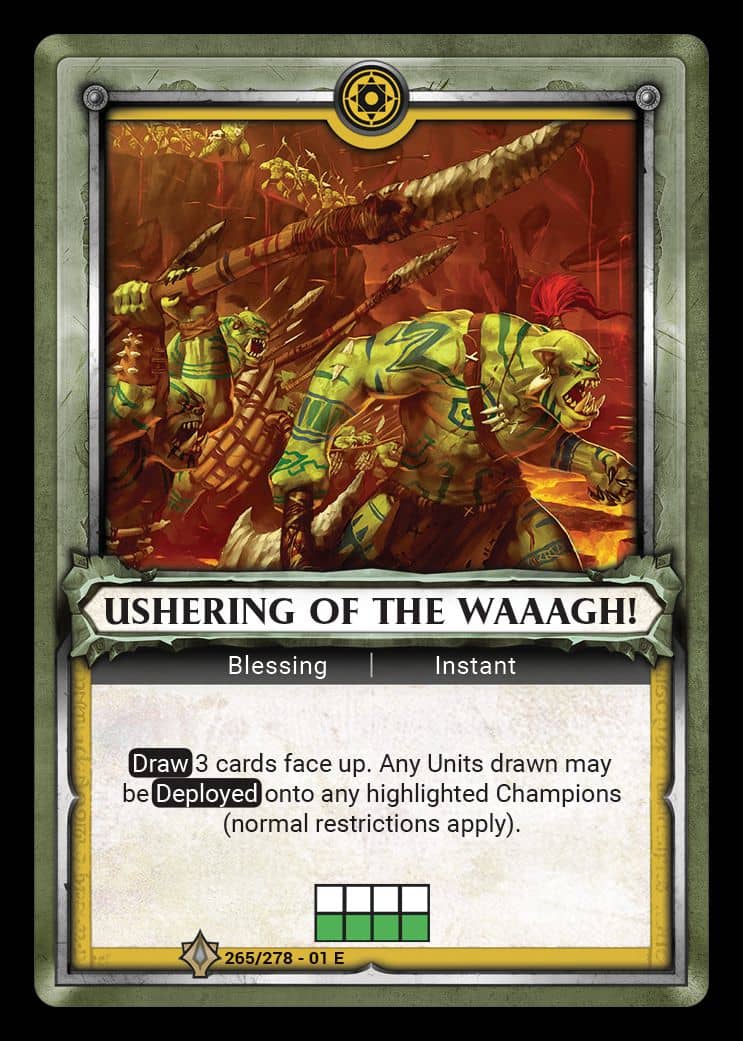 USHERING OF THE WAAAGH!
Blessing | Instant
Draw 3 cards face up. Any Units drawn may
be Deployed onto any highlighted Champions
(normal restrictions apply).
265/278 - 01 E